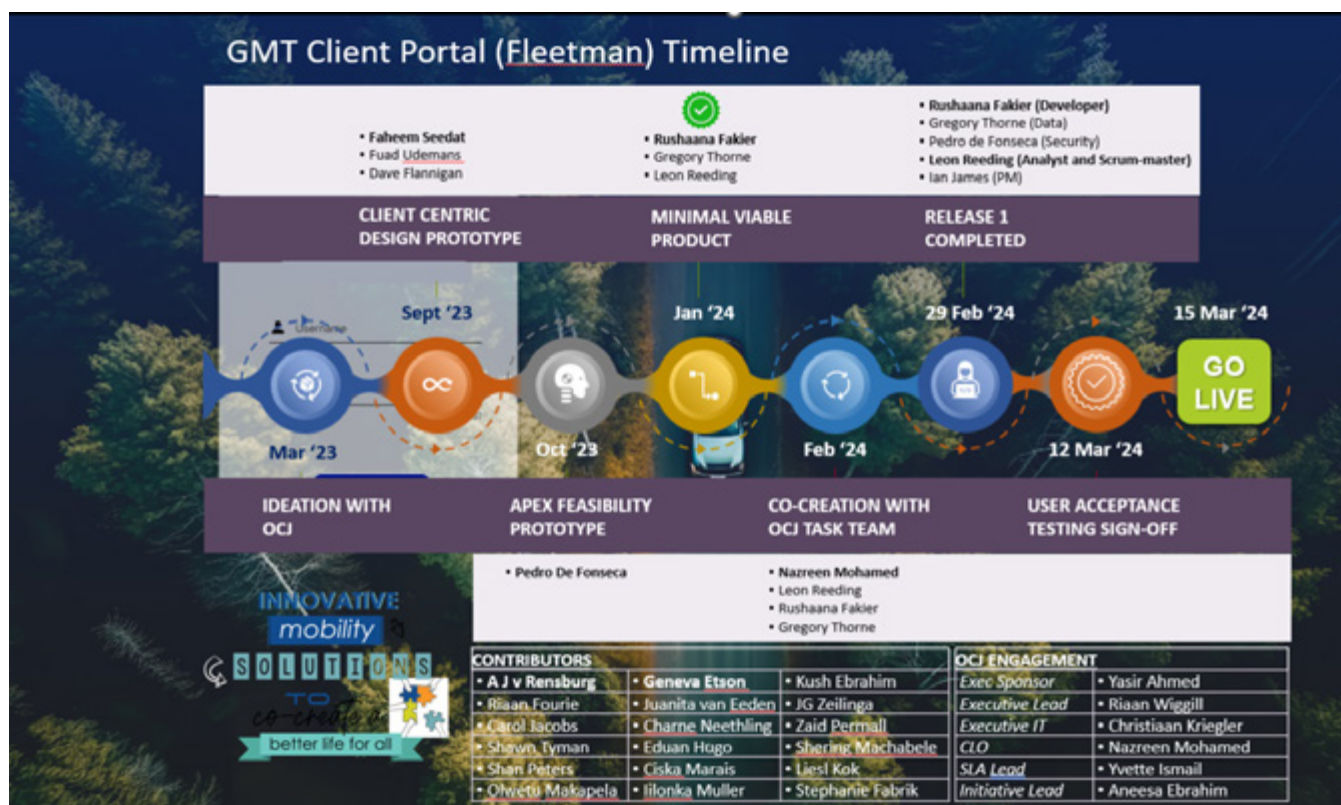 GMT Client Portal (Fleetman) Timeline
• Faheem Seedat
• Fuad Udemans
• Dave Flannigan
• Rushaana Fakier
• Gregory Thorne
• Leon Reeding
• Rushaana Fakier (Developer)
• Gregory Thorne (Data)
• Pedro de Fonseca (Security)
• Leon Reeding (Analyst and Scrum-master)
• Ian James (PM)
CLIENT CENTRIC
DESIGN PROTOTYPE
MINIMAL VIABLE
PRODUCT
RELEASE 1
COMPLETED
Username
Sept ‘23
Jan ‘24
29 Feb ‘24
15 Mar ‘24
GO
LIVE
Mar ‘23
Oct ‘23
Feb ‘24
12 Mar ‘24
IDEATION WITH
OCJ
APEX FEASIBILITY
PROTOTYPE
CO-CREATION WITH
OCJ TASK TEAM
USER ACCEPTANCE
TESTING SIGN-OFF
• Pedro De Fonseca
• Nazreen Mohamed
• Leon Reeding
• Rushaana Fakier
• Gregory Thorne
INNOVATIVE
mobility
SOLUTIONS
TO
co-create a
better life for all
CONTRIBUTORS
• A J v Rensburg • Geneva Etson • Kush Ebrahim
• Riaan Fourie • Juanita van Eeden • JG Zeilinga
• Carol Jacobs • Charne Neethling • Zaid Permall
• Shawn Tyman • Eduan Hugo • Shering Machabele
• Shan Peters • Ciska Marais • Liesl Kok
• Olwetu Makapela • Iilonka Muller • Stephanie Fabrik
OCJ ENGAGEMENT
Exec Sponsor • Yasir Ahmed
Executive Lead • Riaan Wiggill
Executive IT • Christiaan Kriegler
CLO • Nazreen Mohamed
SLA Lead • Yvette Ismail
Initiative Lead • Aneesa Ebrahim